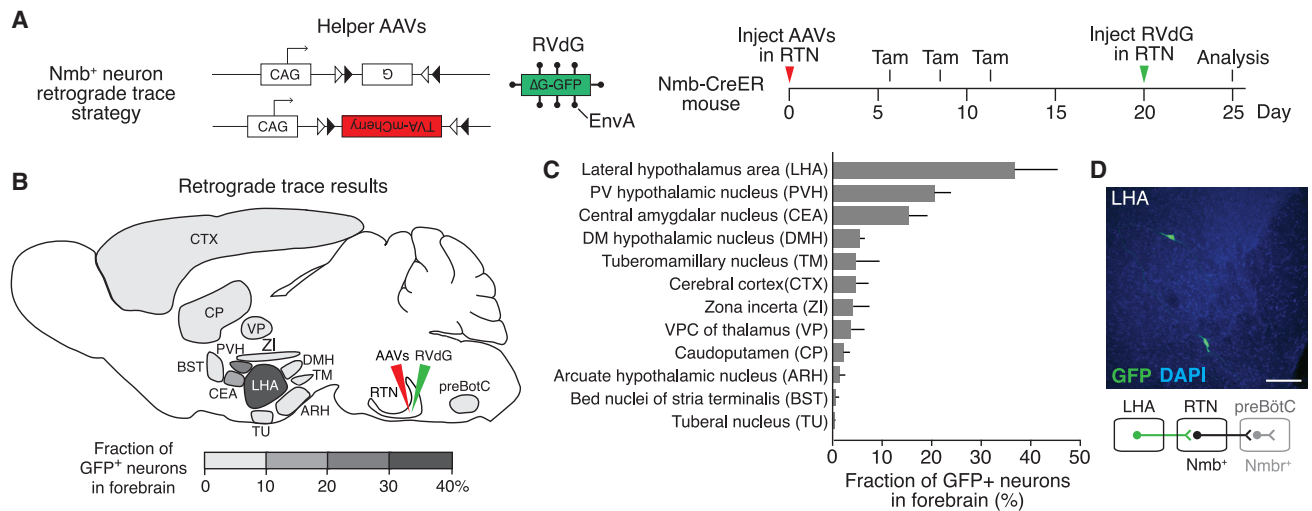 A
Helper AAVs
Nmb+ neuron
retrograde trace
strategy
CAG
G
CAG
TVA-mCherry
RVdG
ΔG-GFP
EnvA
Inject AAVs
in RTN
Tam
Tam
Tam
Inject RVdG
in RTN
Analysis
Nmb-CreER
mouse
0 5 10 15 20 25 Day
B
Retrograde trace results
CTX
CP
VP
ZI
PVH
BST
DMH
TM
CEA
LHA
ARH
TU
AAVs RVdG
RTN
preBotC
Fraction of
GFP+ neurons
in forebrain
0 10 20 30 40%
C
Lateral hypothalamus area (LHA)
PV hypothalamic nucleus (PVH)
Central amygdalar nucleus (CEA)
DM hypothalamic nucleus (DMH)
Tuberomamillary nucleus (TM)
Cerebral cortex(CTX)
Zona incerta (ZI)
VPC of thalamus (VP)
Caudoputamen (CP)
Arcuate hypothalamic nucleus (ARH)
Bed nuclei of stria terminalis (BST)
Tuberal nucleus (TU)
0 10 20 30 40 50
Fraction of GFP+ neurons
in forebrain (%)
D
LHA
GFP DAPI
LHA RTN preBötC
Nmb+ Nmbr+